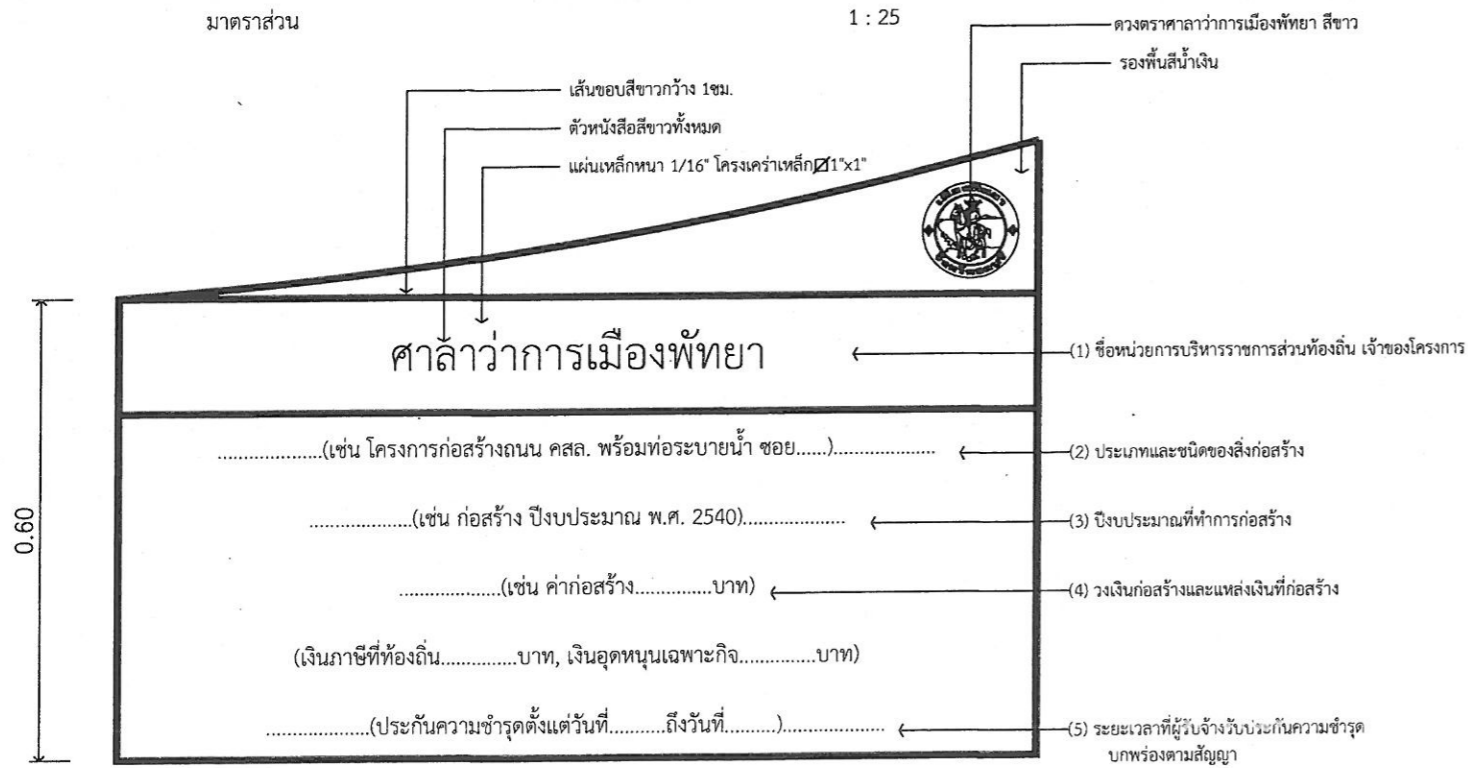 มาตราส่วน 1 : 25
ดวงตราศาลาว่าการเมืองพัทยา สีขาว
รองพื้นสีน้ำเงิน
เส้นขอบสีขาวกว้าง 1ซม.
ตัวหนังสือสีขาวทั้งหมด
แผ่นเหล็กหนา 1/16" โครงเคร่าเหล็ก 1"x1"
ศาลาว่าการเมืองพัทยา
(1) ชื่อหน่วยการบริหารราชการส่วนท้องถิ่น เจ้าของโครงการ
....................(เช่น โครงการก่อสร้างถนน คสล. พร้อมท่อระบายน้ำ ซอย......)....................
(2) ประเภทและชนิดของสิ่งก่อสร้าง
....................(เช่น ก่อสร้าง ปีงบประมาณ พ.ศ. 2540)....................
(3) ปีงบประมาณที่ทำการก่อสร้าง
0.60
....................(เช่น ค่าก่อสร้าง...............บาท)
(4) วงเงินก่อสร้างและแหล่งเงินที่ก่อสร้าง
(เงินภาษีที่ท้องถิ่น...............บาท, เงินอุดหนุนเฉพาะกิจ...............บาท)
....................(ประกันความชำรุดตั้งแต่วันที่...........ถึงวันที่..........)....................
(5) ระยะเวลาที่ผู้รับจ้างรับประกันความชำรุด
บกพร่องตามสัญญา